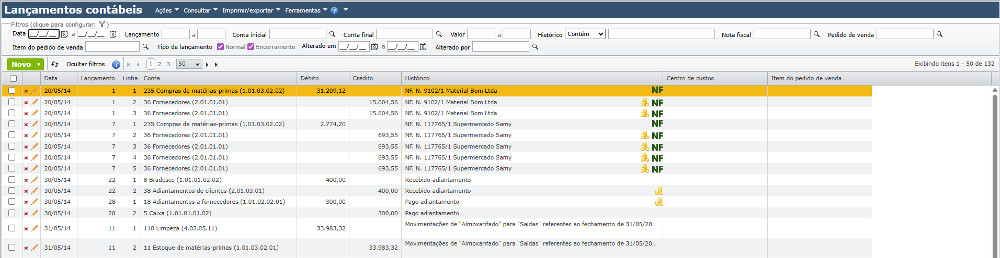 Lançamentos contábeis Ações Consultar Imprimir/exportar Ferramentas ?
Filtros (clique para configurar: )
Data __/__/__ a __/__/__ Lançamento a Conta inicial Conta final Valor a Histórico Contém Nota fiscal Pedido de venda
Item do pedido de venda Tipo de lançamento Normal Encerramento Alterado em __/__/__ a __/__/__ Alterado por
Novo Ocultar filtros ? 1 2 3 50 Exibindo itens 1 - 50 de 132
Data Lançamento Linha Conta Débito Crédito Histórico Centro de custos Item do pedido de venda
20/05/14 1 1 235 Compras de matérias-primas (1.01.03.02.02) 31.209,12 NF. N. 9102/1 Material Bom Ltda NF
20/05/14 1 2 36 Fornecedores (2.01.01.01) 15.604,56 NF. N. 9102/1 Material Bom Ltda NF
20/05/14 1 3 36 Fornecedores (2.01.01.01) 15.604,56 NF. N. 9102/1 Material Bom Ltda NF
20/05/14 7 1 235 Compras de matérias-primas (1.01.03.02.02) 2.774,20 NF. N. 117765/1 Supermercado Samy NF
20/05/14 7 2 36 Fornecedores (2.01.01.01) 693,55 NF. N. 117765/1 Supermercado Samy NF
20/05/14 7 3 36 Fornecedores (2.01.01.01) 693,55 NF. N. 117765/1 Supermercado Samy NF
20/05/14 7 4 36 Fornecedores (2.01.01.01) 693,55 NF. N. 117765/1 Supermercado Samy NF
20/05/14 7 5 36 Fornecedores (2.01.01.01) 693,55 NF. N. 117765/1 Supermercado Samy NF
30/05/14 22 1 8 Bradesco (1.01.01.02.02) 400,00 Recebido adiantamento
30/05/14 22 2 38 Adiantamentos de clientes (2.01.03.01) 400,00 Recebido adiantamento
30/05/14 28 1 18 Adiantamentos a fornecedores (1.01.02.02.01) 300,00 Pago adiantamento
30/05/14 28 2 5 Caixa (1.01.01.01.02) 300,00 Pago adiantamento
31/05/14 11 1 110 Limpeza (4.02.05.11) 33.983,32 Movimentações de "Almoxarifado" para "Saídas" referentes ao fechamento de 31/05/20...
31/05/14 11 2 11 Estoque de matérias-primas (1.01.03.02.01) 33.983,32 Movimentações de "Almoxarifado" para "Saídas" referentes ao fechamento de 31/05/20...